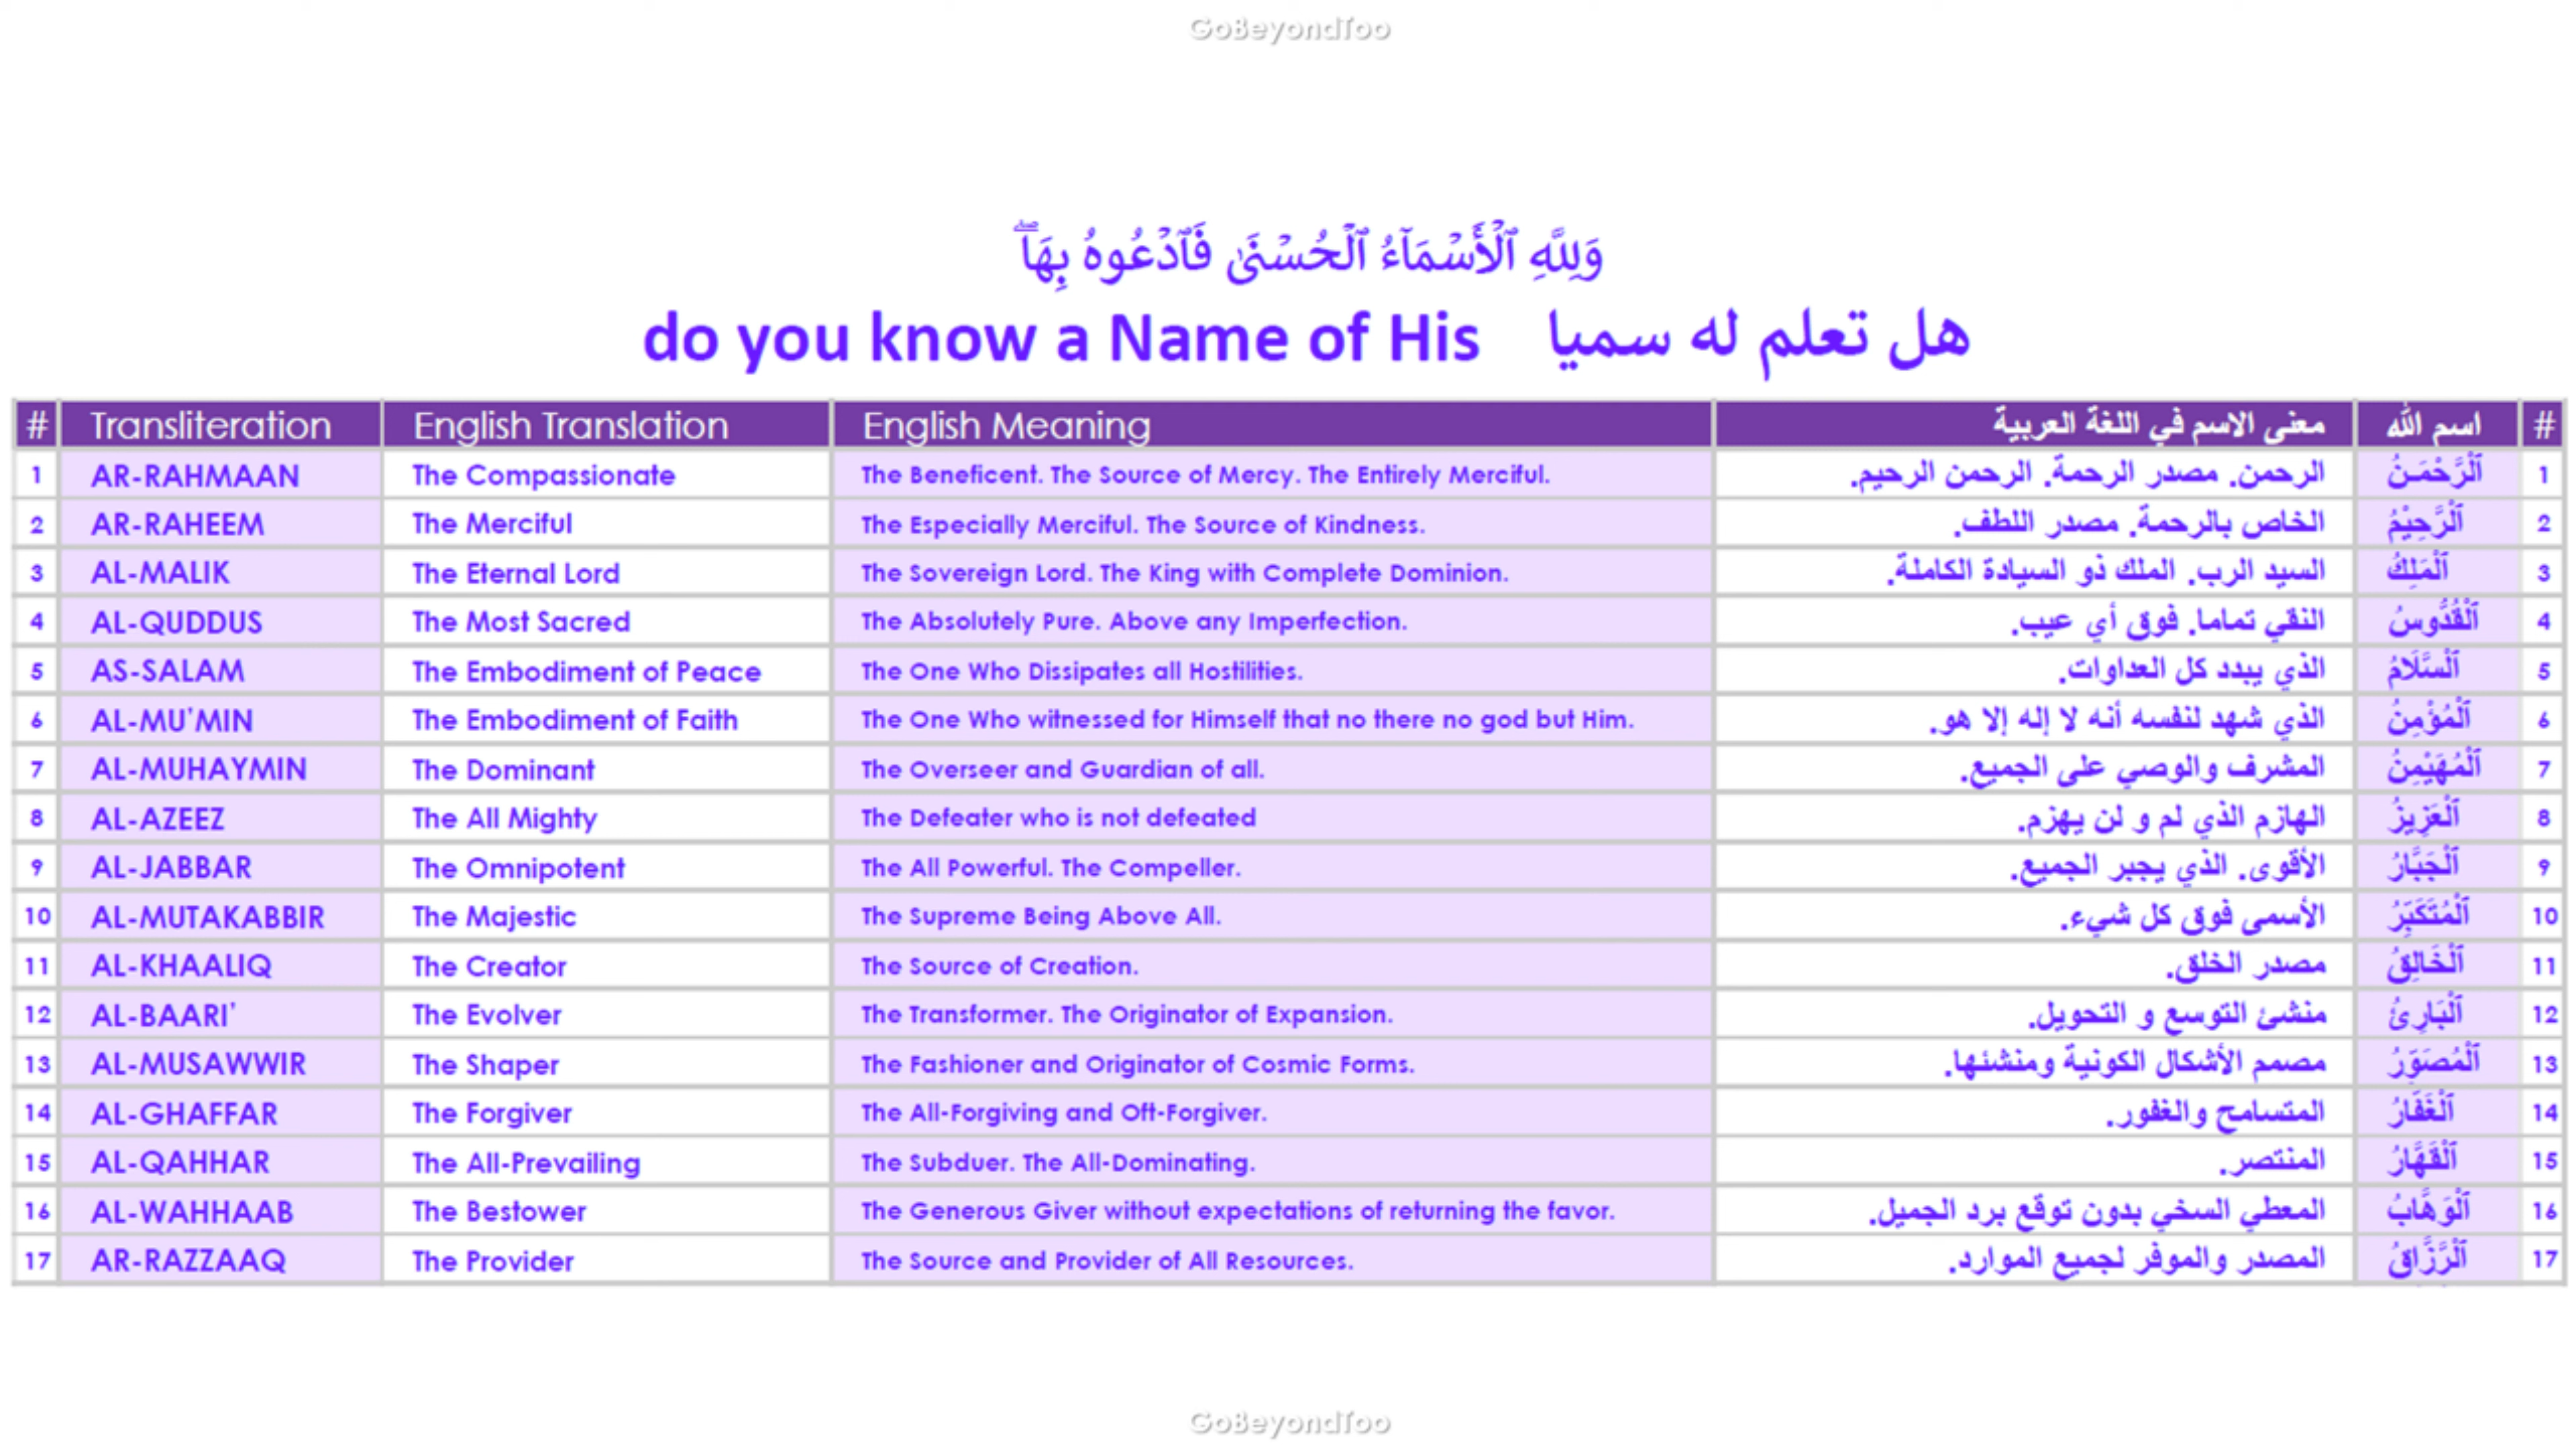 GoBeyondToo
وَلِلَّهِ ٱلْأَسْمَآءُ ٱلْحُسْنَىٰ فَٱدْعُوهُ بِهَا ۖ
do you know a Name of His هل تعلم له سميا
# Transliteration English Translation English Meaning معنى الاسم في اللغة العربية اسم الله #
1 AR-RAHMAAN The Compassionate The Beneficent. The Source of Mercy. The Entirely Merciful. الرحمن. مصدر الرحمة. الرحمن الرحيم. ٱلْرَّحْمَـنُ 1
2 AR-RAHEEM The Merciful The Especially Merciful. The Source of Kindness. الخاص بالرحمة. مصدر اللطف. ٱلْرَّحِيْمُ 2
3 AL-MALIK The Eternal Lord The Sovereign Lord. The King with Complete Dominion. السيد الرب. الملك ذو السيادة الكاملة. ٱلْمَلِكُ 3
4 AL-QUDDUS The Most Sacred The Absolutely Pure. Above any Imperfection. النقي تماما. فوق أي عيب. ٱلْقُدُّوسُ 4
5 AS-SALAM The Embodiment of Peace The One Who Dissipates all Hostilities. الذي يبدد كل العداوات. ٱلْسَّلَامُ 5
6 AL-MU'MIN The Embodiment of Faith The One Who witnessed for Himself that no there no god but Him. الذي شهد لنفسه أنه لا إله إلا هو. ٱلْمُؤْمِنُ 6
7 AL-MUHAYMIN The Dominant The Overseer and Guardian of all. المشرف والوصي على الجميع. ٱلْمُهَيْمِنُ 7
8 AL-AZEEZ The All Mighty The Defeater who is not defeated الهازم الذي لم و لن يهزم. ٱلْعَزِيزُ 8
9 AL-JABBAR The Omnipotent The All Powerful. The Compeller. الأقوى. الذي يجبر الجميع. ٱلْجَبَّارُ 9
10 AL-MUTAKABBIR The Majestic The Supreme Being Above All. الأسمى فوق كل شيء. ٱلْمُتَكَبِّرُ 10
11 AL-KHAALIQ The Creator The Source of Creation. مصدر الخلق. ٱلْخَالِقُ 11
12 AL-BAARI' The Evolver The Transformer. The Originator of Expansion. منشئ التوسع و التحويل. ٱلْبَارِئُ 12
13 AL-MUSAWWIR The Shaper The Fashioner and Originator of Cosmic Forms. مصمم الأشكال الكونية ومنشئها. ٱلْمُصَوِّرُ 13
14 AL-GHAFFAR The Forgiver The All-Forgiving and Oft-Forgiver. المتسامح والغفور. ٱلْغَفَّارُ 14
15 AL-QAHHAR The All-Prevailing The Subduer. The All-Dominating. المنتصر. ٱلْقَهَّارُ 15
16 AL-WAHHAAB The Bestower The Generous Giver without expectations of returning the favor. المعطي السخي بدون توقع برد الجميل. ٱلْوَهَّابُ 16
17 AR-RAZZAAQ The Provider The Source and Provider of All Resources. المصدر والموفر لجميع الموارد. ٱلْرَّزَّاقُ 17
GoBeyondToo